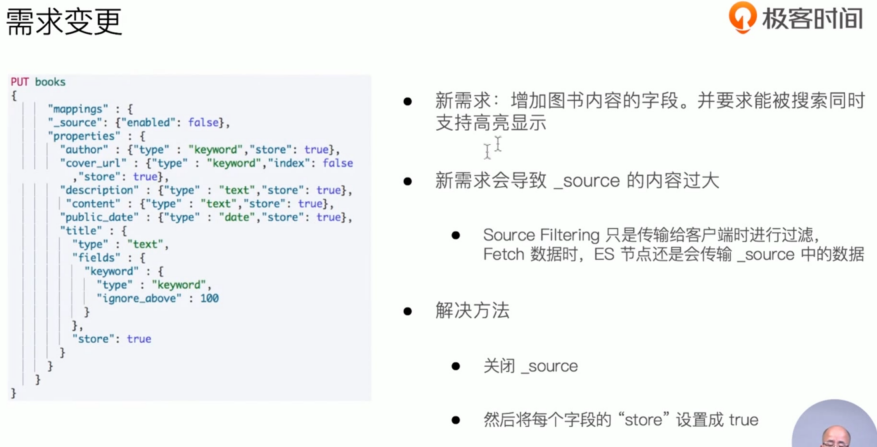 需求变更
极客时间
PUT books
{
"mappings" : {
"_source": {"enabled": false},
"properties" : {
"author" : {"type" : "keyword","store": true},
"cover_url" : {"type" : "keyword","index": false
,"store": true},
"description" : {"type" : "text","store": true},
"content" : {"type" : "text","store": true},
"public_date" : {"type" : "date","store": true},
"title" : {
"type" : "text",
"fields" : {
"keyword" : {
"type" : "keyword",
"ignore_above" : 100
}
},
"store": true
}
}
}
}
● 新需求：增加图书内容的字段。并要求能被搜索同时
支持高亮显示
● 新需求会导致 _source 的内容过大
● Source Filtering 只是传输给客户端时进行过滤，
Fetch 数据时，ES 节点还是会传输 _source 中的数据
● 解决方法
● 关闭 _source
● 然后将每个字段的 “store” 设置成 true